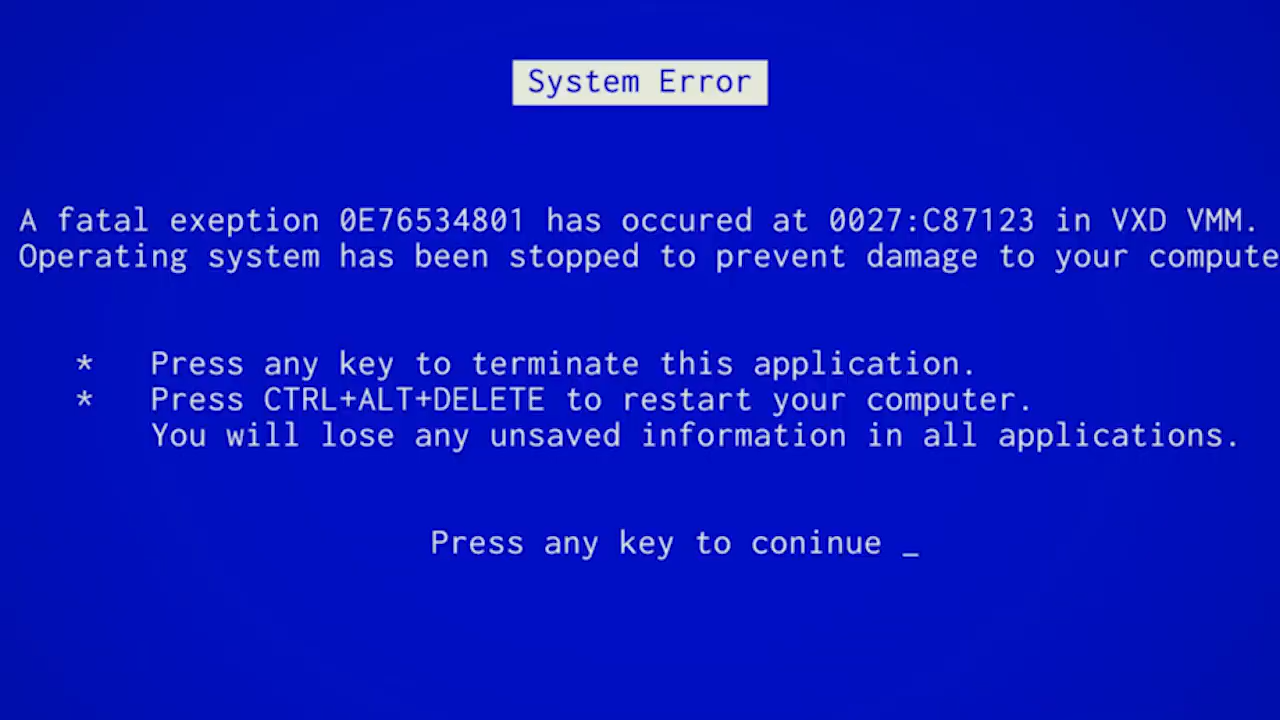 System Error
A fatal exeption 0E76534801 has occured at 0027:C87123 in VXD VMM.
Operating system has been stopped to prevent damage to your compute
* Press any key to terminate this application.
* Press CTRL+ALT+DELETE to restart your computer.
You will lose any unsaved information in all applications.
Press any key to coninue _